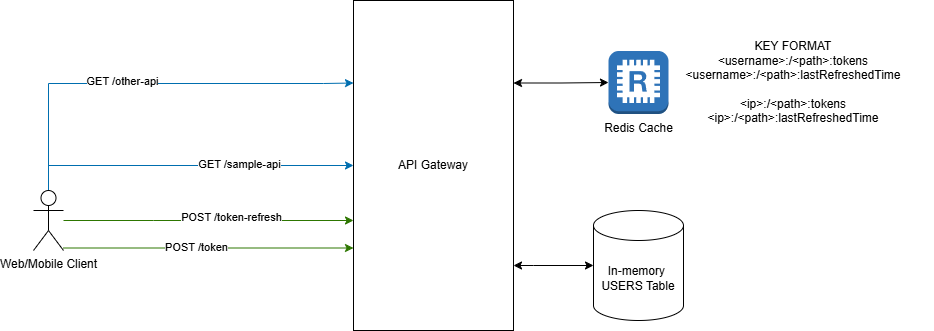 GET /other-api
GET /sample-api
POST /token-refresh
POST /token
Web/Mobile Client
API Gateway
R
Redis Cache
KEY FORMAT
<username>:/<path>:tokens
<username>:/<path>:lastRefreshedTime
<ip>:/<path>:tokens
<ip>:/<path>:lastRefreshedTime
In-memory
USERS Table